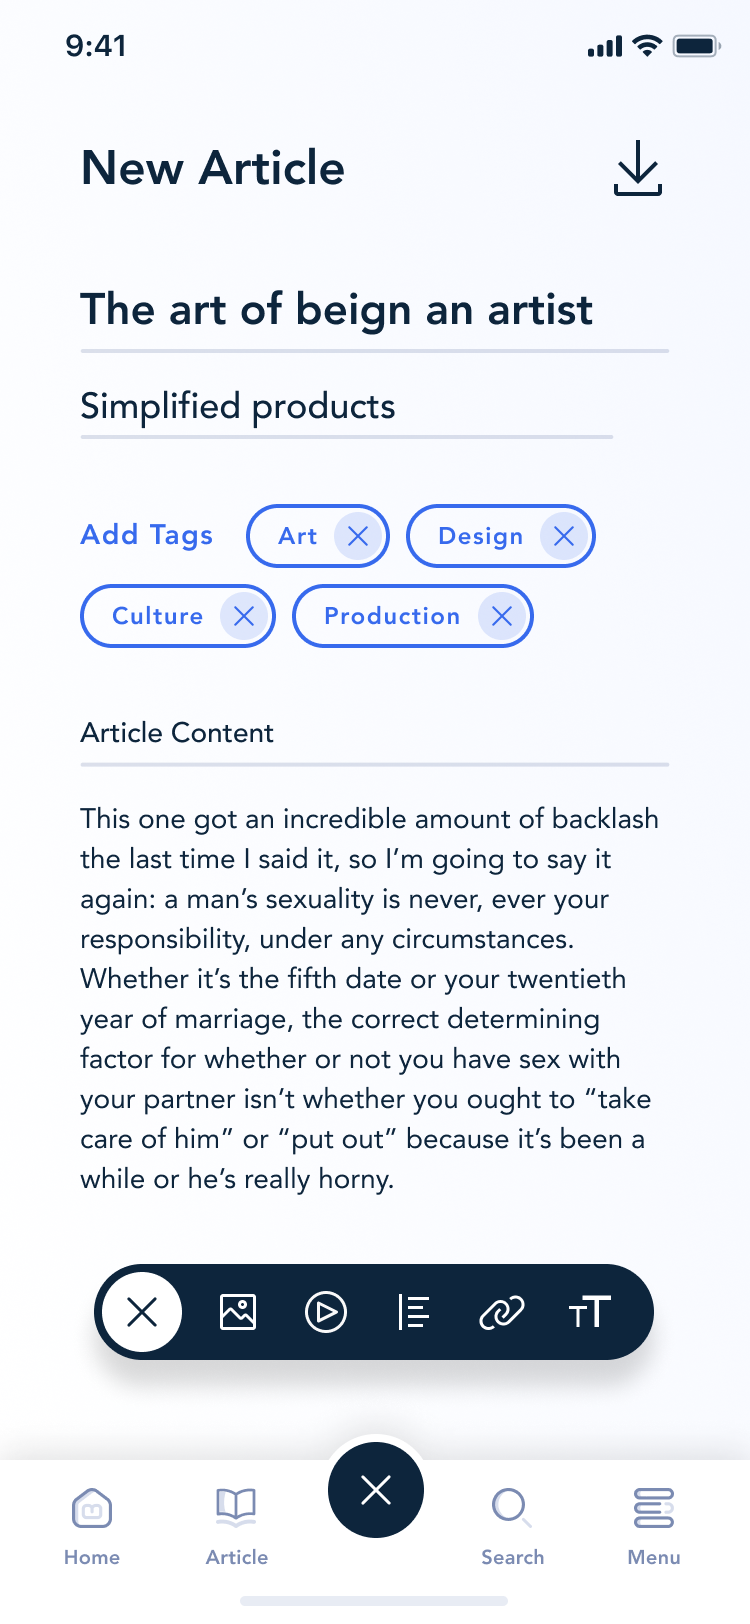 9:41
New Article
The art of beign an artist
Simplified products
Add Tags Art Design
Culture Production
Article Content
This one got an incredible amount of backlash
the last time I said it, so I’m going to say it
again: a man’s sexuality is never, ever your
responsibility, under any circumstances.
Whether it’s the fifth date or your twentieth
year of marriage, the correct determining
factor for whether or not you have sex with
your partner isn’t whether you ought to “take
care of him” or “put out” because it’s been a
while or he’s really horny.
TT
Home Article Search Menu